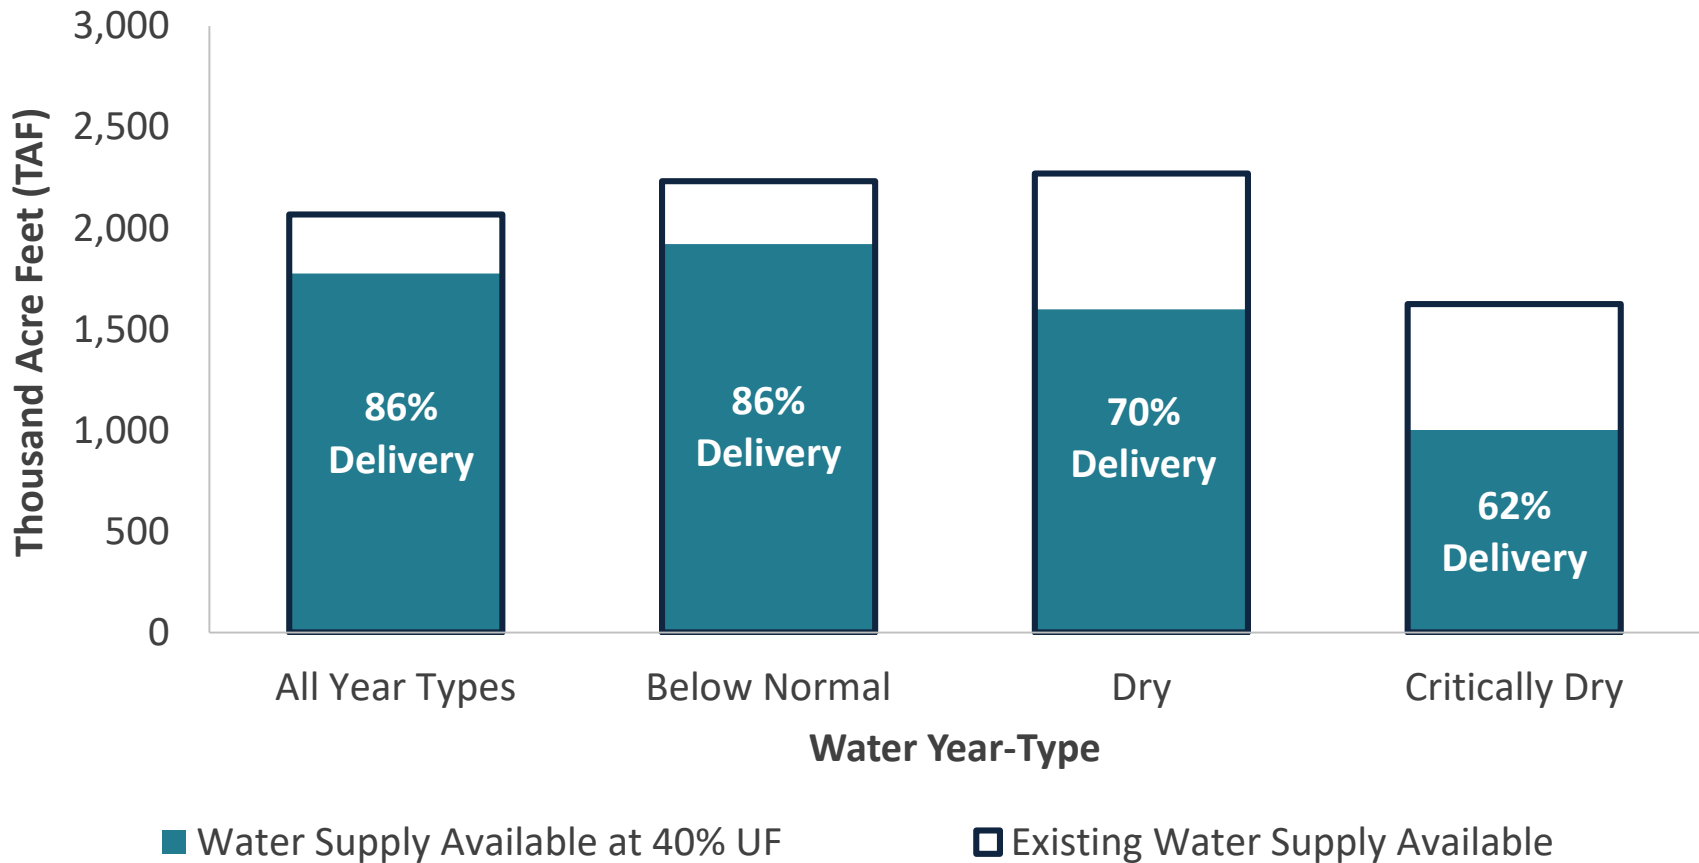 3,000
2,500
2,000
1,500
1,000
500
0
Thousand Acre Feet (TAF)
86%
Delivery
86%
Delivery
70%
Delivery
62%
Delivery
All Year Types
Below Normal
Dry
Critically Dry
Water Year-Type
Water Supply Available at 40% UF
Existing Water Supply Available